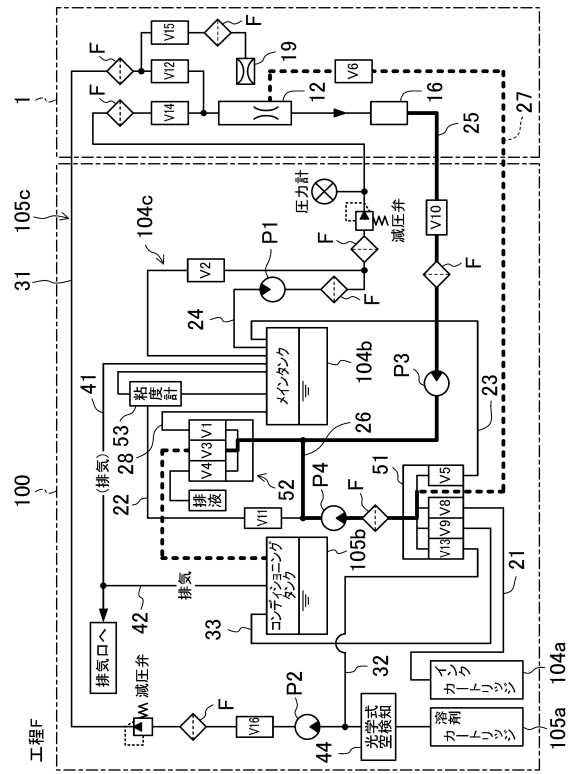 工程F
100
105c
1
31
104c
41
(排気)
排気口へ
減圧弁
42
排気
22
53
粘度計
28
24
P1
V2
圧力計
減圧弁
F
F
F
F
V14
V12
V15
F
19
12
V6
16
25
27
V10
F
P3
メインタンク
104b
23
V4
V3
V1
排液
52
26
V11
P4
F
51
V13
V9
V8
V5
コンディショニング
タンク
105b
33
32
21
F
V16
P2
44
光学式
空検知
インク
カートリッジ
104a
溶剤
カートリッジ
105a